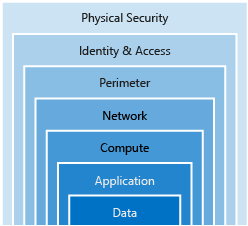 Physical Security
Identity & Access
Perimeter
Network
Compute
Application
Data